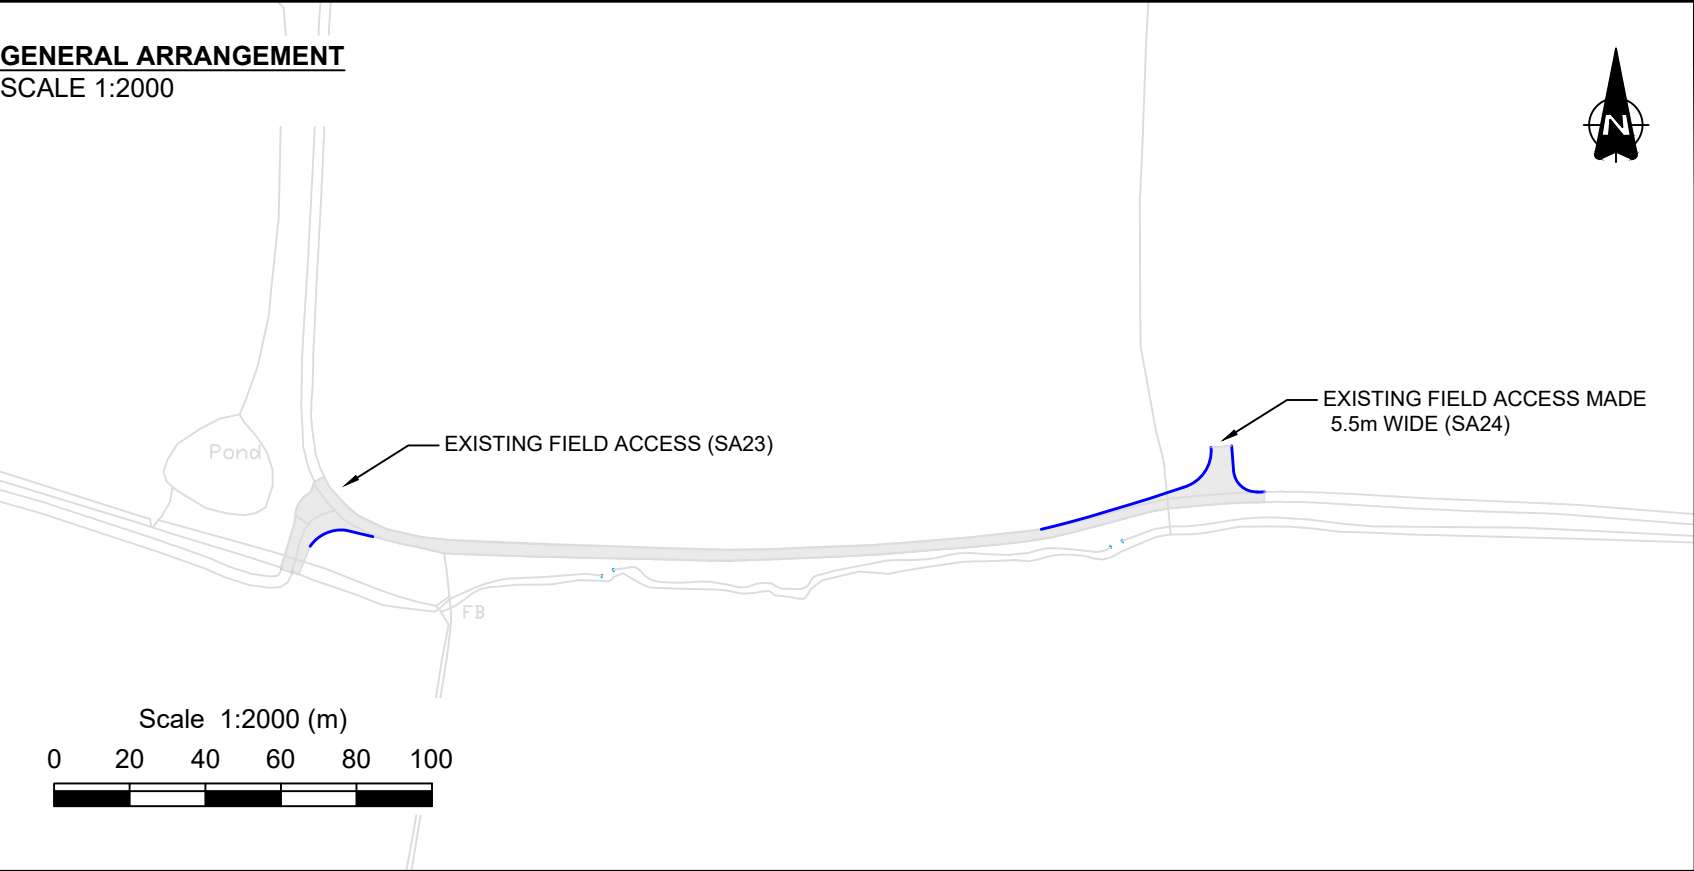 GENERAL ARRANGEMENT
SCALE 1:2000
N
EXISTING FIELD ACCESS MADE
5.5m WIDE (SA24)
EXISTING FIELD ACCESS (SA23)
Pond
FB
Scale 1:2000 (m)
0 20 40 60 80 100